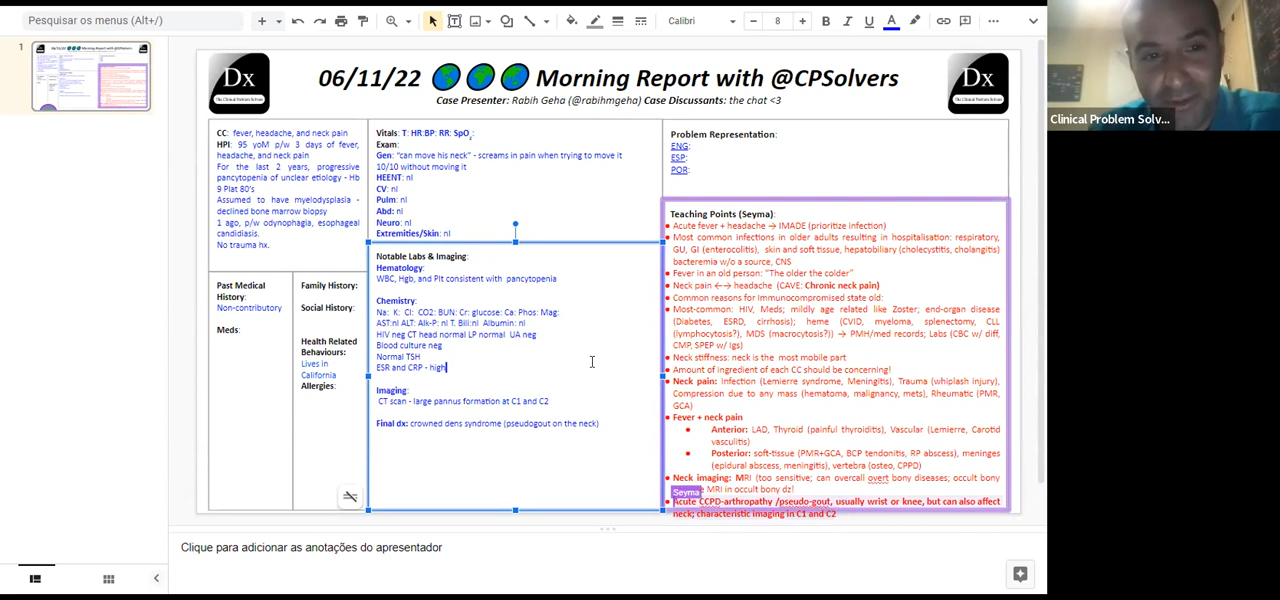 Pesquisar os menus (Alt+/)
Calibri
8
1
Dx
The Clinical Problem Solvers
06/11/22 Morning Report with @CPSolvers
Case Presenter: Rabih Geha (@rabihmgeha) Case Discussants: the chat <3
Dx
The Clinical Problem Solvers
CC: fever, headache, and neck pain
HPI: 95 yoM p/w 3 days of fever,
headache, and neck pain
For the last 2 years, progressive
pancytopenia of unclear etiology - Hb
9 Plat 80's
Assumed to have myelodysplasia -
declined bone marrow biopsy
1 ago, p/w odynophagia, esophageal
candidiasis.
No trauma hx.
Past Medical
History:
Non-contributory
Meds:
Family History:
Social History:
Health Related
Behaviours:
Lives in
California
Allergies:
Vitals: T: HR:BP: RR: SpO2:
Exam:
Gen: "can move his neck" - screams in pain when trying to move it
10/10 without moving it
HEENT: nl
CV: nl
Pulm: nl
Abd: nl
Neuro: nl
Extremities/Skin: nl
Notable Labs & Imaging:
Hematology:
WBC, Hgb, and Plt consistent with pancytopenia
Chemistry:
Na: K: Cl: CO2: BUN: Cr: glucose: Ca: Phos: Mag:
AST:nl ALT: Alk-P: nl T. Bili:nl Albumin: nl
HIV neg CT head normal LP normal UA neg
Blood culture neg
Normal TSH
ESR and CRP - high
Imaging:
CT scan - large pannus formation at C1 and C2
Final dx: crowned dens syndrome (pseudogout on the neck)
Problem Representation:
ENG:
ESP:
POR:
Teaching Points (Seyma):
● Acute fever + headache → IMADE (prioritize infection)
● Most common infections in older adults resulting in hospitalisation: respiratory,
GU, GI (enterocolitis), skin and soft tissue, hepatobiliary (cholecystitis, cholangitis)
bacteremia w/o a source, CNS
● Fever in an old person: "The older the colder"
● Neck pain ←→ headache (CAVE: Chronic neck pain)
● Common reasons for Immunocompromised state old:
● Most-common: HIV, Meds; mildly age related like Zoster; end-organ disease
(Diabetes, ESRD, cirrhosis); heme (CVID, myeloma, splenectomy, CLL
(lymphocytosis?), MDS (macrocytosis?)) → PMH/med records; Labs (CBC w/ diff,
CMP, SPEP w/ Igs)
● Neck stiffness: neck is the most mobile part
● Amount of ingredient of each CC should be concerning!
● Neck pain: Infection (Lemierre syndrome, Meningitis), Trauma (whiplash injury),
Compression due to any mass (hematoma, malignancy, mets), Rheumatic (PMR,
GCA)
● Fever + neck pain
● Anterior: LAD, Thyroid (painful thyroiditis), Vascular (Lemierre, Carotid
vasculitis)
● Posterior: soft-tissue (PMR+GCA, BCP tendonitis, RP abscess), meninges
(epidural abscess, meningitis), vertebra (osteo, CPPD)
● Neck imaging: MRI (too sensitive; can overcall overt bony diseases; occult bony
MRI in occult bony dz!
Seyma
● Acute CCPD-arthropathy /pseudo-gout, usually wrist or knee, but can also affect
neck; characteristic imaging in C1 and C2
Clique para adicionar as anotações do apresentador
Clinical Problem Solv...